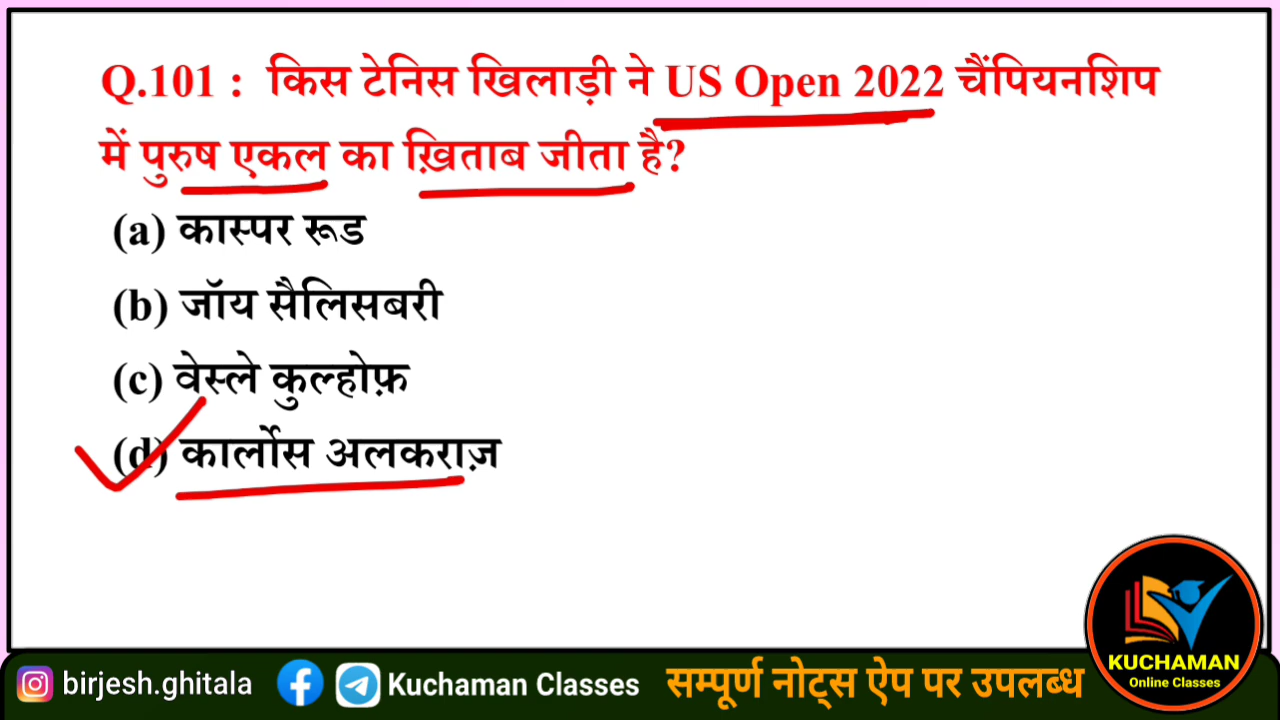 Q.101 : किस टेनिस खिलाड़ी ने US Open 2022 चैंपियनशिप
में पुरुष एकल का ख़िताब जीता है?
(a) कास्पर रूड
(b) जॉय सैलिसबरी
(c) वेस्ले कुल्होफ़
(d) कार्लोस अलकराज़
KUCHAMAN
Online Classes
birjesh.ghitala Kuchaman Classes सम्पूर्ण नोट्स ऐप पर उपलब्ध